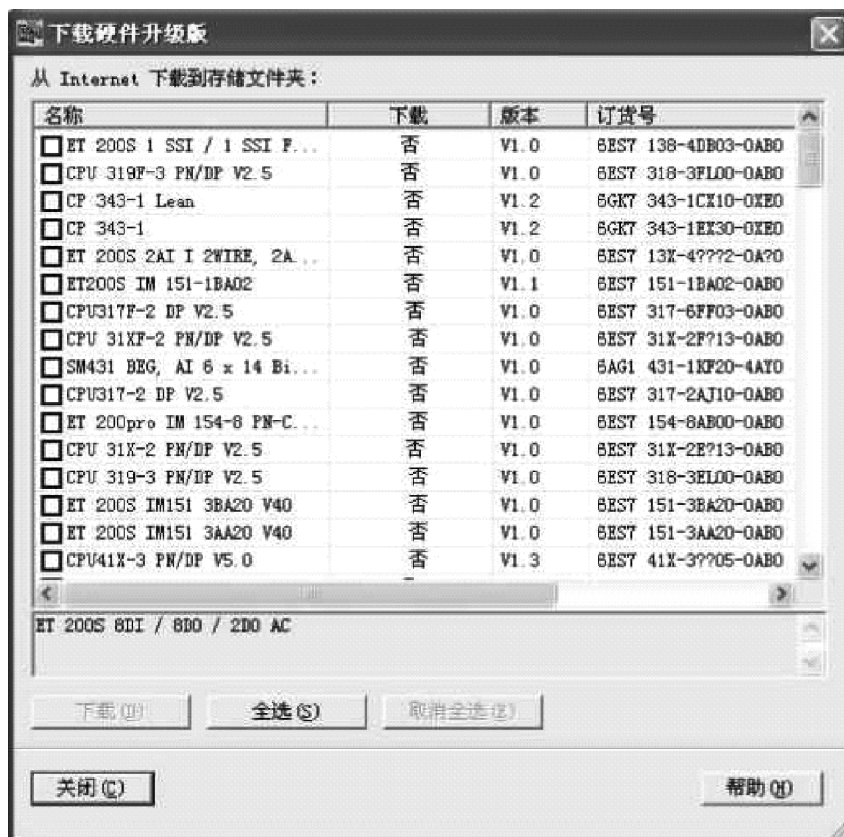 下载硬件升级版
从 Internet 下载到存储文件夹：
名称 下载 版本 订货号
ET 200S 1 SSI / 1 SSI F... 否 V1.0 6ES7 138-4DB03-0AB0
CPU 319F-3 PN/DP V2.5 否 V1.0 6ES7 318-3FL00-0AB0
CP 343-1 Lean 否 V1.2 6GK7 343-1CX10-0XE0
CP 343-1 否 V1.2 6GK7 343-1EX30-0XE0
ET 200S 2AI I 2WIRE, 2A... 否 V1.0 6ES7 13X-4???2-0A?0
ET200S IM 151-1BA02 否 V1.1 6ES7 151-1BA02-0AB0
CPU317F-2 DP V2.5 否 V1.0 6ES7 317-6FF03-0AB0
CPU 31XF-2 PN/DP V2.5 否 V1.0 6ES7 31X-2F?13-0AB0
SM431 BEG, AI 6 x 14 Bi... 否 V1.0 6AG1 431-1KF20-4AY0
CPU317-2 DP V2.5 否 V1.0 6ES7 317-2AJ10-0AB0
ET 200pro IM 154-8 PN-C... 否 V1.0 6ES7 154-8AB00-0AB0
CPU 31X-2 PN/DP V2.5 否 V1.0 6ES7 31X-2E?13-0AB0
CPU 319-3 PN/DP V2.5 否 V1.0 6ES7 318-3EL00-0AB0
ET 200S IM151 3BA20 V40 否 V1.0 6ES7 151-3BA20-0AB0
ET 200S IM151 3AA20 V40 否 V1.0 6ES7 151-3AA20-0AB0
CPU41X-3 PN/DP V5.0 否 V1.3 6ES7 41X-3??05-0AB0
ET 200S 8DI / 8DO / 2DO AC
下载(D) 全选(S) 取消全选(E)
关闭(C) 帮助(H)